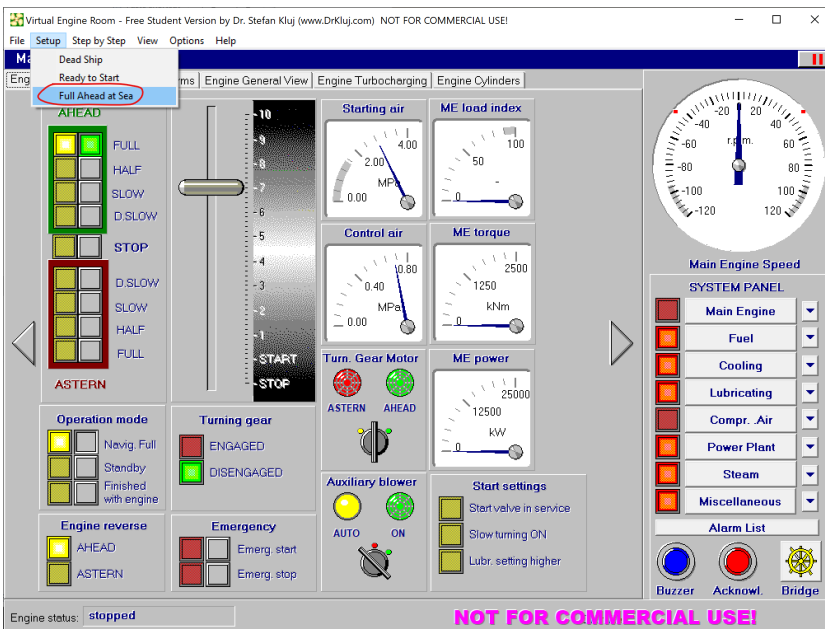 Virtual Engine Room - Free Student Version by Dr. Stefan Kluj (www.DrKluj.com) NOT FOR COMMERCIAL USE!
File Setup Step by Step View Options Help
Dead Ship
Ready to Start
Full Ahead at Sea
Ma
Eng
rms Engine General View Engine Turbocharging Engine Cylinders
AHEAD
FULL
HALF
SLOW
D.SLOW
STOP
D.SLOW
SLOW
HALF
FULL
ASTERN
10
9
8
7
6
5
4
3
2
1
START
STOP
Starting air
0.00 2.00 4.00
MPa
ME load index
0 50 100
-
Control air
0.00 0.40 0.80
MPa
ME torque
0 1250 2500
kNm
Turn. Gear Motor
ASTERN AHEAD
ME power
0 12500 25000
kW
Operation mode
Navig. Full
Standby
Finished
with engine
Turning gear
ENGAGED
DISENGAGED
Auxiliary blower
AUTO ON
Start settings
Start valve in service
Slow turning ON
Lubr. setting higher
Engine reverse
AHEAD
ASTERN
Emergency
Emerg. start
Emerg. stop
-120 -100 -80 -60 -40 -20 20 40 60 80 100 120
r.p.m.
Main Engine Speed
SYSTEM PANEL
Main Engine
Fuel
Cooling
Lubricating
Compr. .Air
Power Plant
Steam
Miscellaneous
Alarm List
Buzzer Acknowl. Bridge
Engine status: stopped
NOT FOR COMMERCIAL USE!